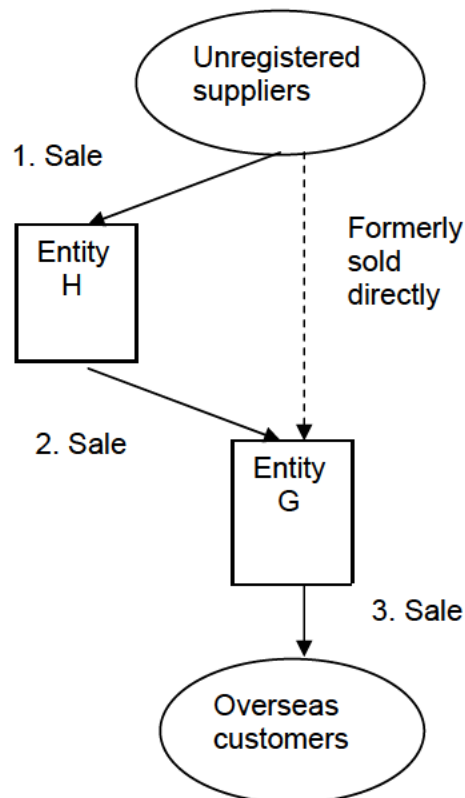 Unregistered
suppliers
1. Sale
Formerly
sold
directly
Entity
H
2. Sale
Entity
G
3. Sale
Overseas
customers